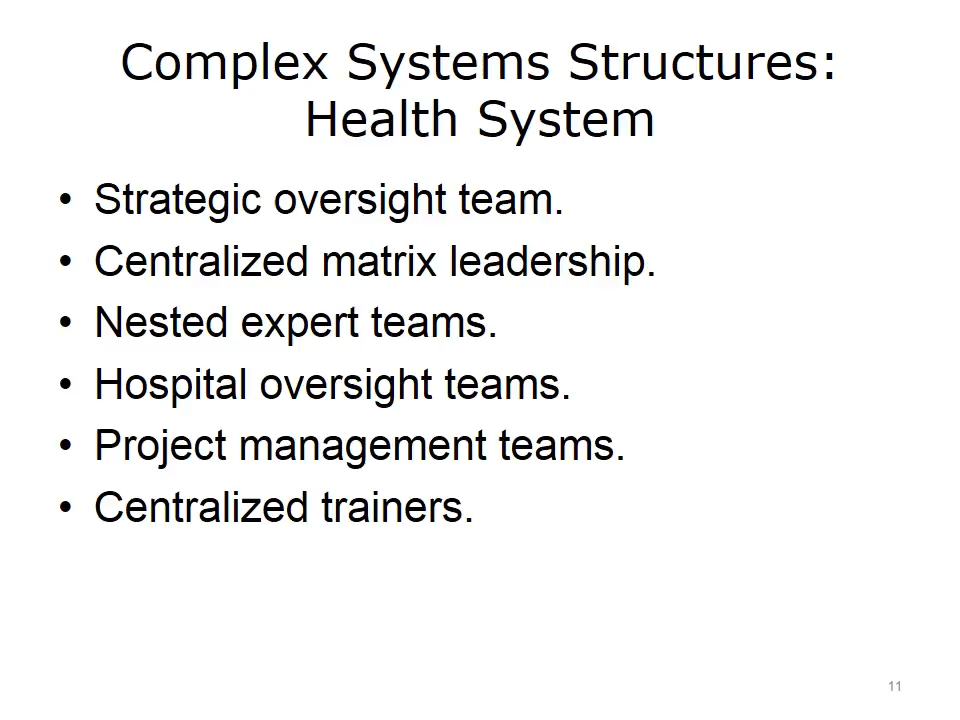 Complex Systems Structures:
Health System
• Strategic oversight team.
• Centralized matrix leadership.
• Nested expert teams.
• Hospital oversight teams.
• Project management teams.
• Centralized trainers.
11